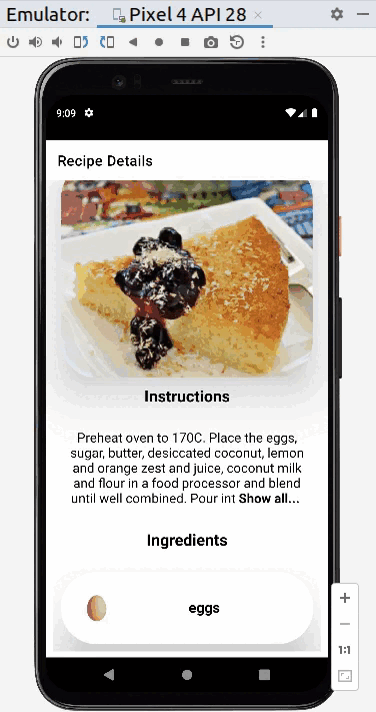 Emulator: Pixel 4 API 28
9:09
Recipe Details
Instructions
Preheat oven to 170C. Place the eggs,
sugar, butter, desiccated coconut, lemon
and orange zest and juice, coconut milk
and flour in a food processor and blend
until well combined. Pour int Show all...
Ingredients
eggs
1:1